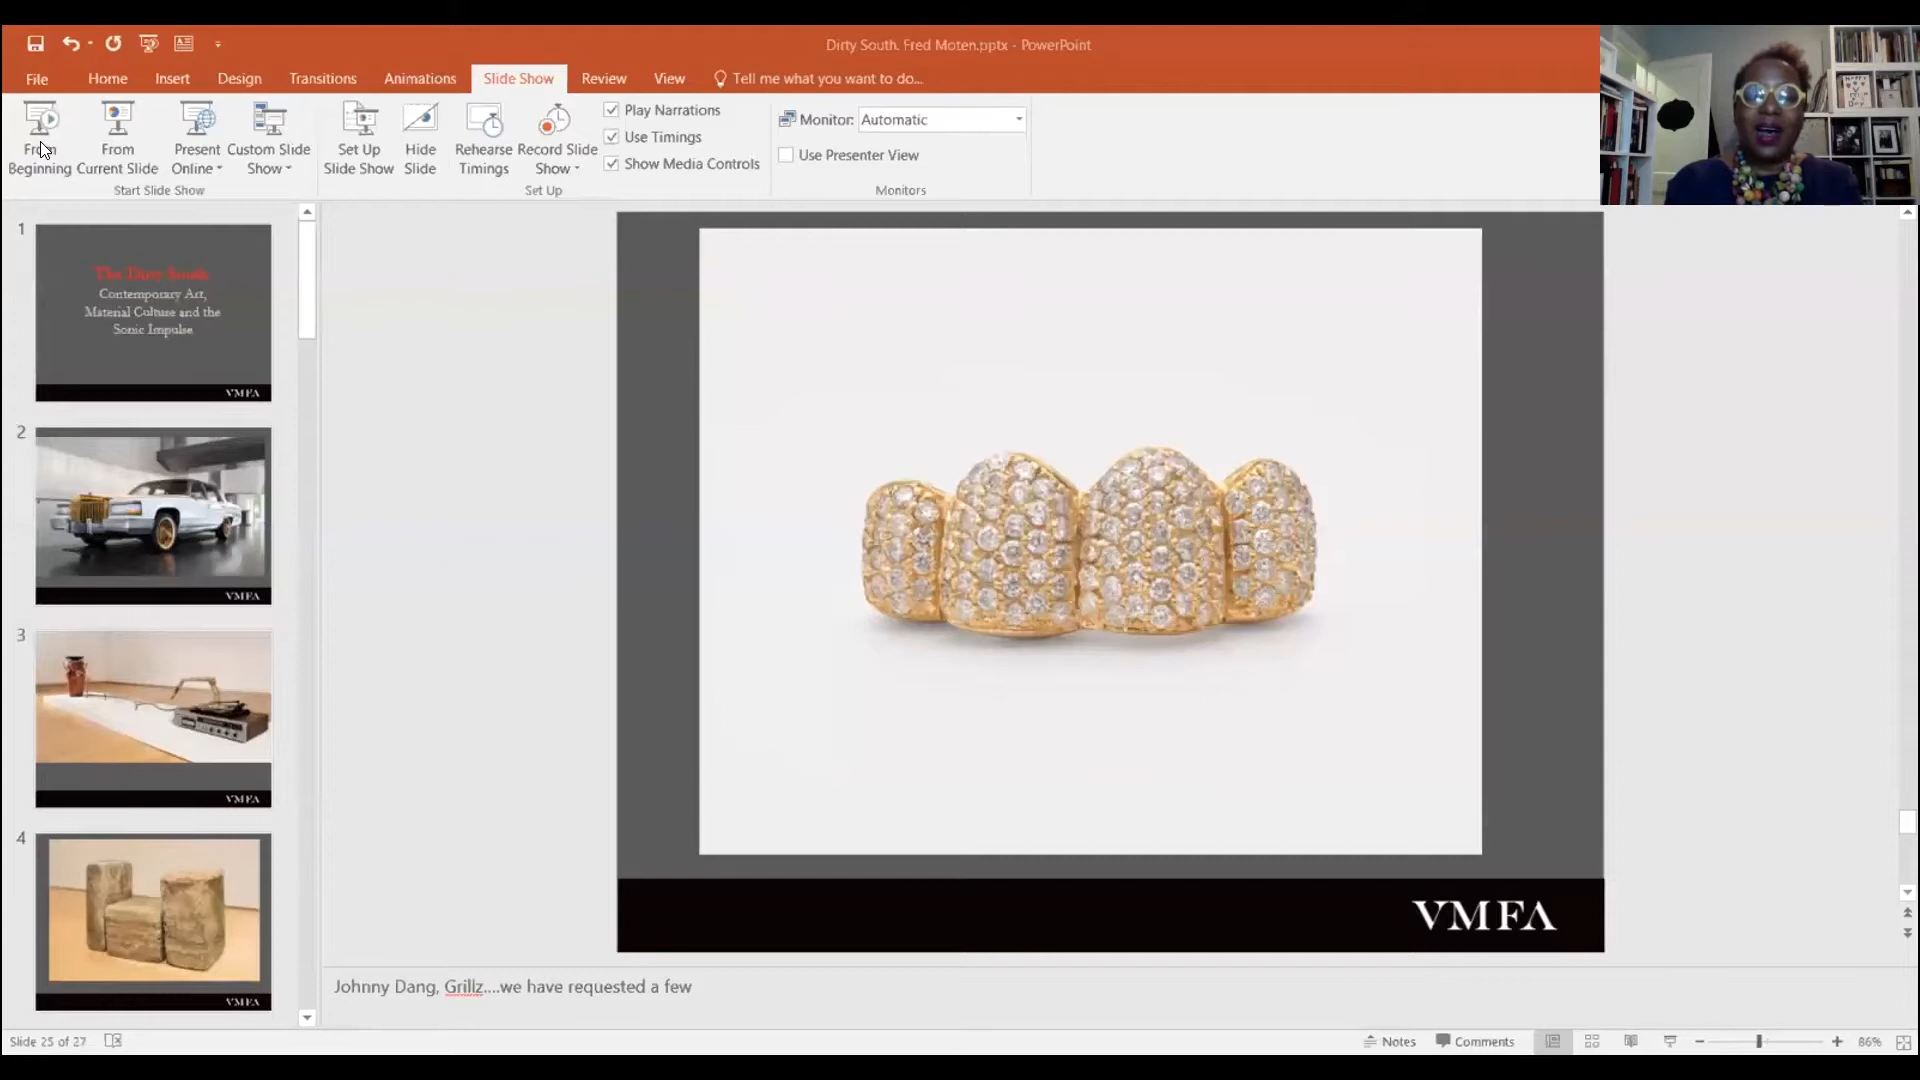 Dirty South. Fred Moten.pptx - PowerPoint
File Home Insert Design Transitions Animations Slide Show Review View Tell me what you want to do...
From Beginning
From Current Slide
Present Online
Custom Slide Show
Start Slide Show
Set Up Slide Show
Hide Slide
Rehearse Timings
Record Slide Show
Play Narrations
Use Timings
Show Media Controls
Set Up
Monitor: Automatic
Use Presenter View
Monitors
1
The Dirty South
Contemporary Art,
Material Culture and the
Sonic Impulse
VMFA
2
VMFA
3
VMFA
4
VMFA
VMFA
Johnny Dang, Grillz....we have requested a few
Slide 25 of 27
Notes Comments 86%